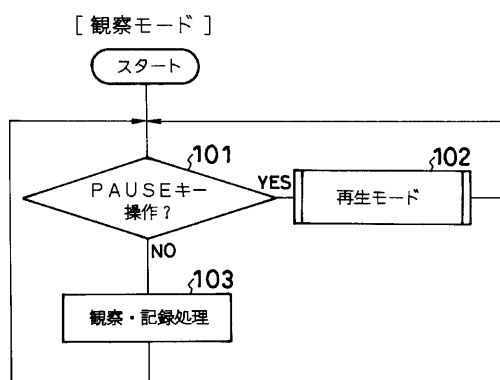 [観察モード]
スタート
101
PAUSEキー
操作?
YES
102
再生モード
NO
103
観察・記録処理